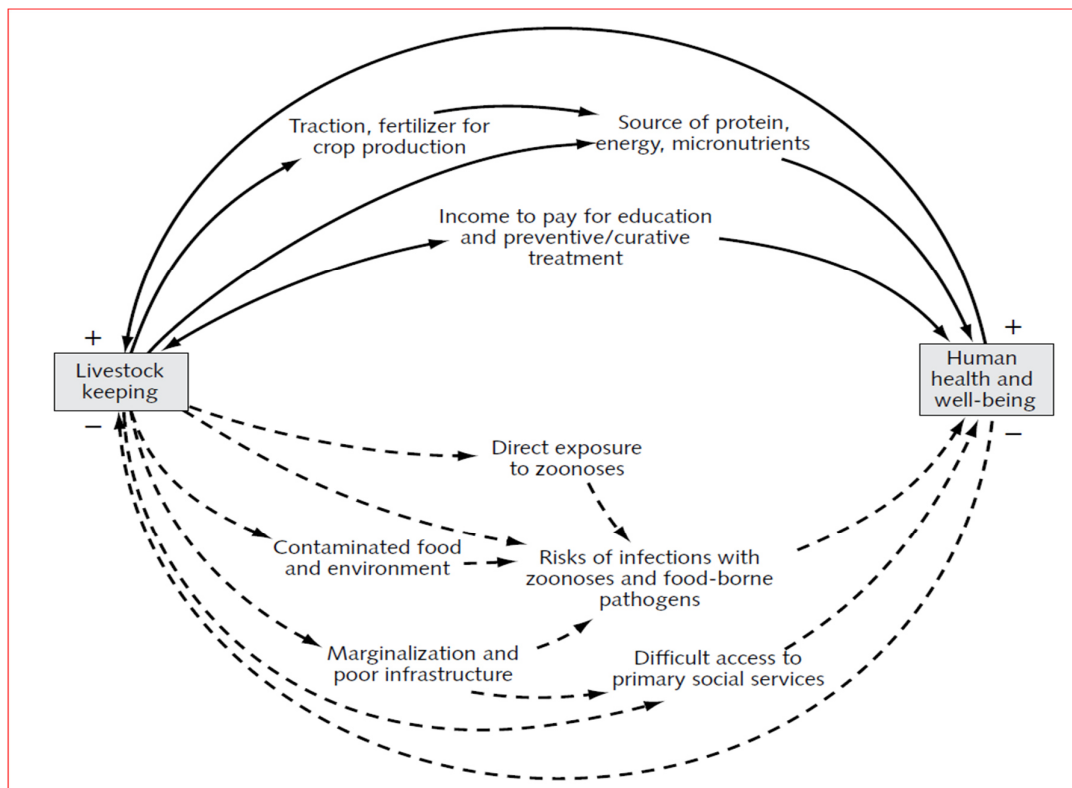 Traction, fertilizer for
crop production
Source of protein,
energy, micronutrients
Income to pay for education
and preventive/curative
treatment
+
Livestock
keeping
−
+
Human
health and
well-being
−
Direct exposure
to zoonoses
Contaminated food
and environment
Risks of infections with
zoonoses and food-borne
pathogens
Marginalization and
poor infrastructure
Difficult access to
primary social services